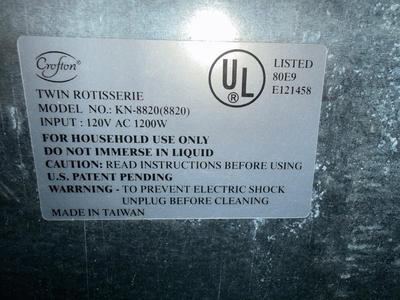 Crofton®
UL®
LISTED
80E9
E121458
TWIN ROTISSERIE
MODEL NO.: KN-8820(8820)
INPUT : 120V AC 1200W
FOR HOUSEHOLD USE ONLY
DO NOT IMMERSE IN LIQUID
CAUTION: READ INSTRUCTIONS BEFORE USING
U.S. PATENT PENDING
WARRNING - TO PREVENT ELECTRIC SHOCK
UNPLUG BEFORE CLEANING
MADE IN TAIWAN